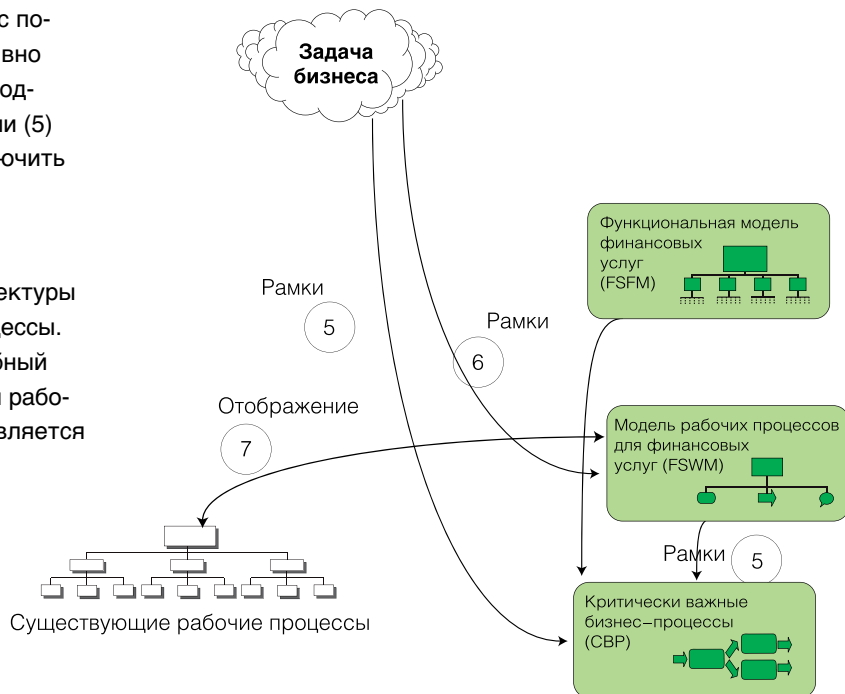 с по-
вно
од-
и (5)
ючить
ектуры
цессы.
бный
и рабо-
вляется
Задача
бизнеса
Функциональная модель
финансовых
услуг
(FSFM)
Рамки
5
Рамки
6
Отображение
7
Модель рабочих процессов
для финансовых
услуг (FSWM)
Рамки
5
Критически важные
бизнес–процессы
(CBP)
Существующие рабочие процессы